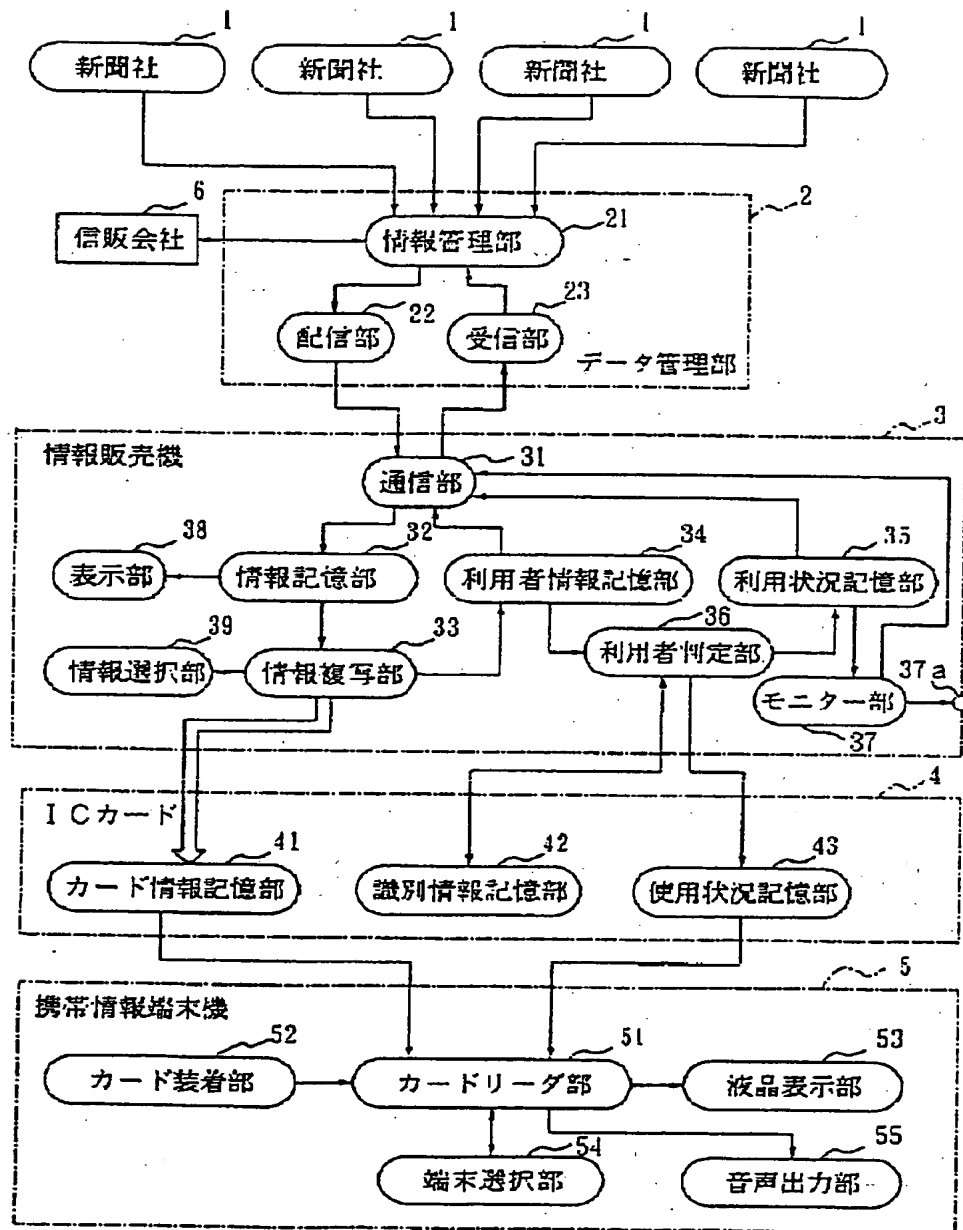 1 1 1 1
新聞社 新聞社 新聞社 新聞社
6 2
信販会社 情報管理部 21
22 23
配信部 受信部
データ管理部
3
情報販売機
31
通信部
38 32 34 35
表示部 情報記憶部 利用者情報記憶部 利用状況記憶部
39 33 36
情報選択部 情報複写部 利用者判定部
37a
モニター部
37
4
ICカード
41 42 43
カード情報記憶部 識別情報記憶部 使用状況記憶部
5
携帯情報端末機
52 51 53
カード装着部 カードリーダ部 液晶表示部
54 55
端末選択部 音声出力部